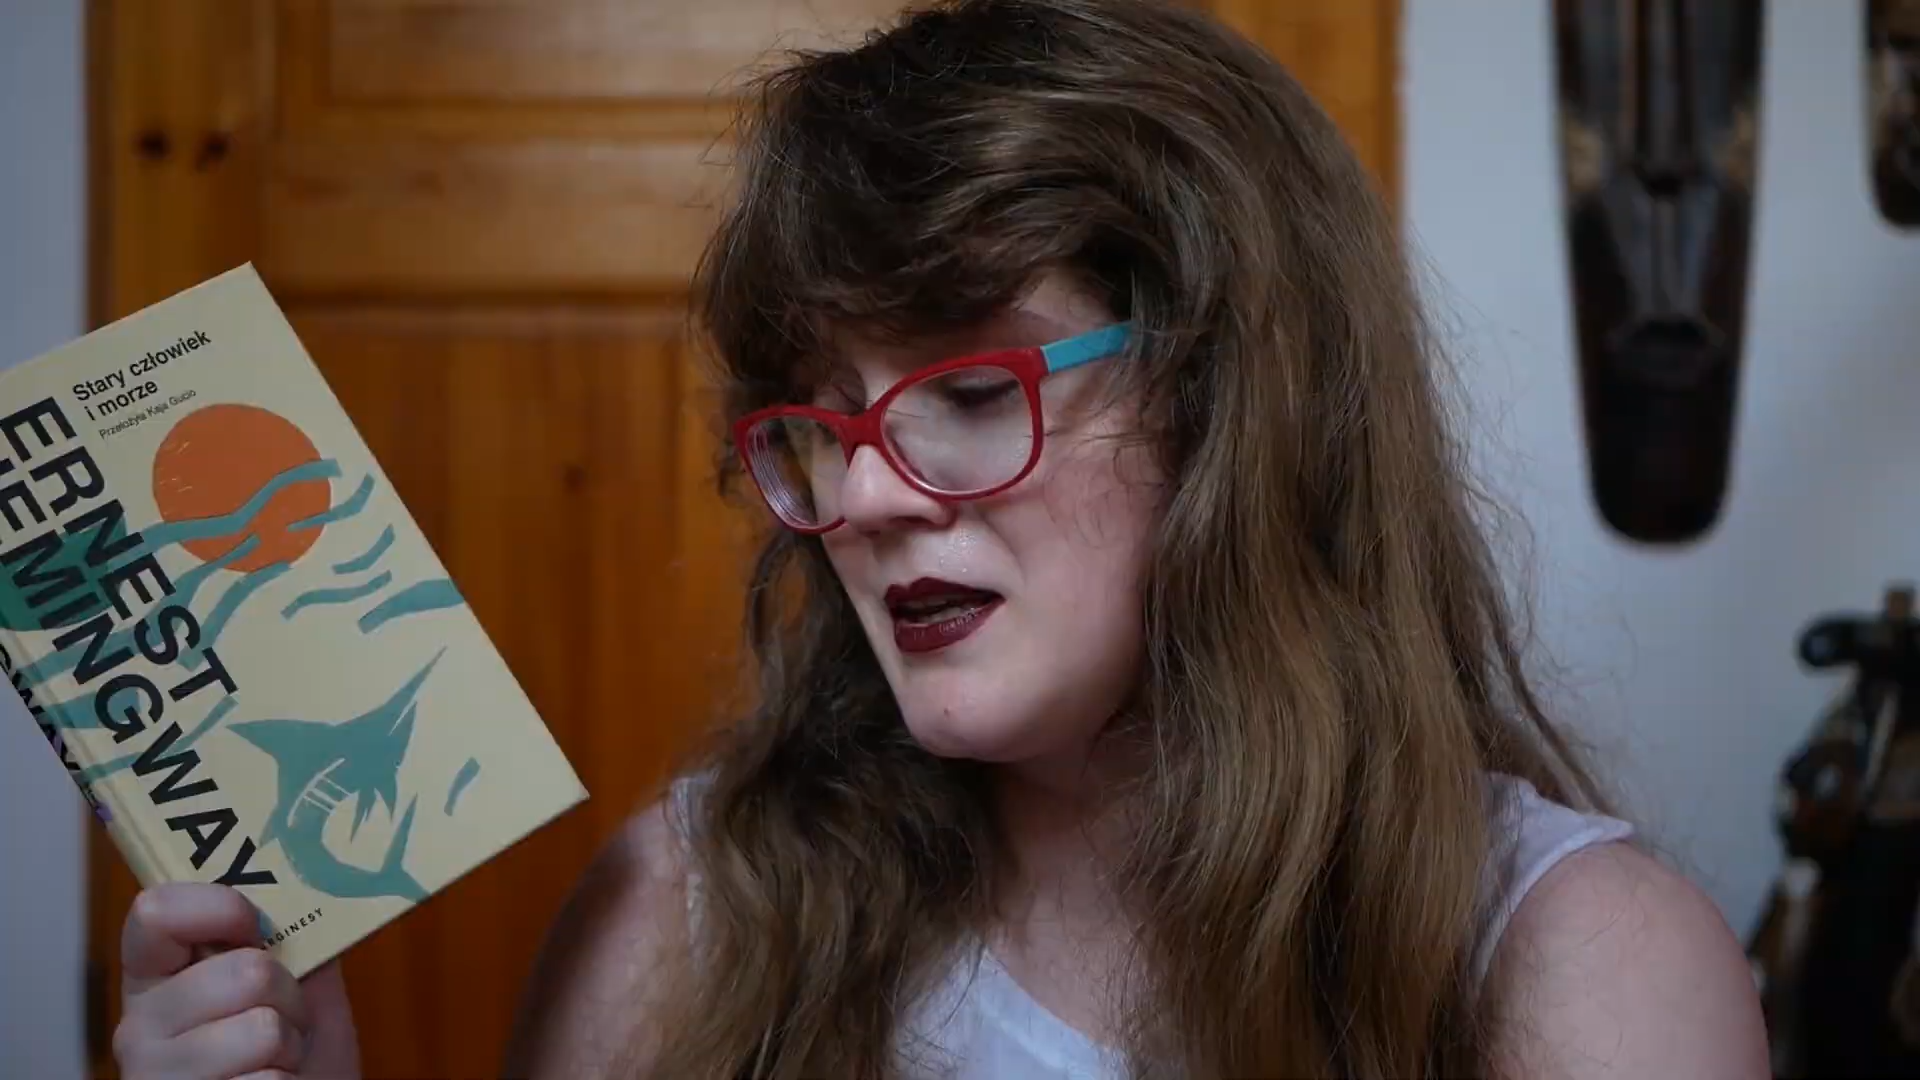 Stary człowiek
i morze
Przełożyła Kaja Gucio
ERNEST
HEMINGWAY